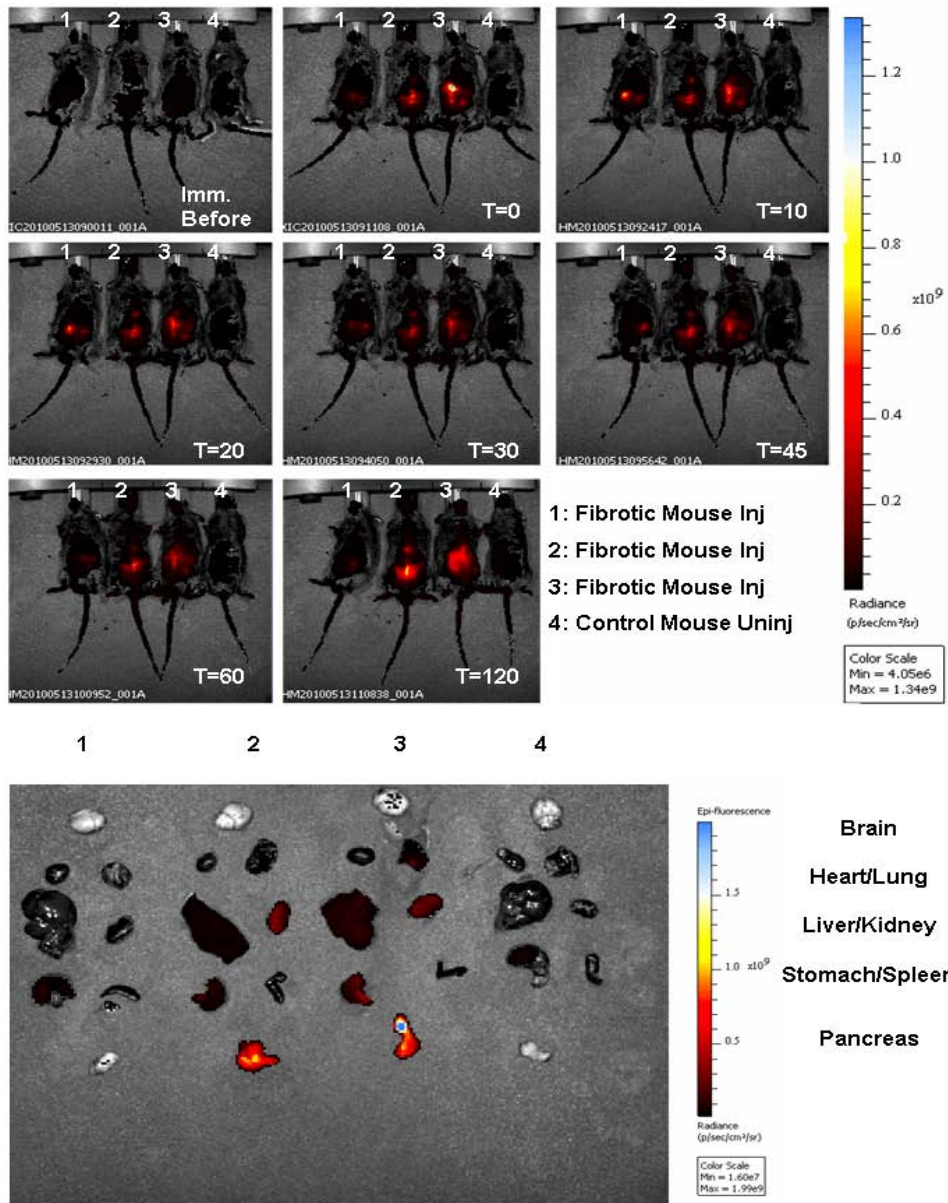 1 2 3 4
Imm.
Before
XIC20100513090011_001A
1 2 3 4
T=0
XIC20100513091108_001A
1 2 3 4
T=10
HM20100513092417_001A
1 2 3 4
T=20
HM20100513092930_001A
1 2 3 4
T=30
HM20100513094050_001A
1 2 3 4
T=45
HM20100513095642_001A
1 2 3 4
T=60
HM20100513100952_001A
1 2 3 4
T=120
HM20100513110838_001A
1: Fibrotic Mouse Inj
2: Fibrotic Mouse Inj
3: Fibrotic Mouse Inj
4: Control Mouse Uninj
1.2
1.0
0.8
x10⁹
0.6
0.4
0.2
Radiance
(p/sec/cm²/sr)
Color Scale
Min = 4.05e6
Max = 1.34e9
1 2 3 4
Epi-fluorescence
1.5
1.0 x10⁹
0.5
Radiance
(p/sec/cm²/sr)
Color Scale
Min = 1.60e7
Max = 1.99e9
Brain
Heart/Lung
Liver/Kidney
Stomach/Spleen
Pancreas